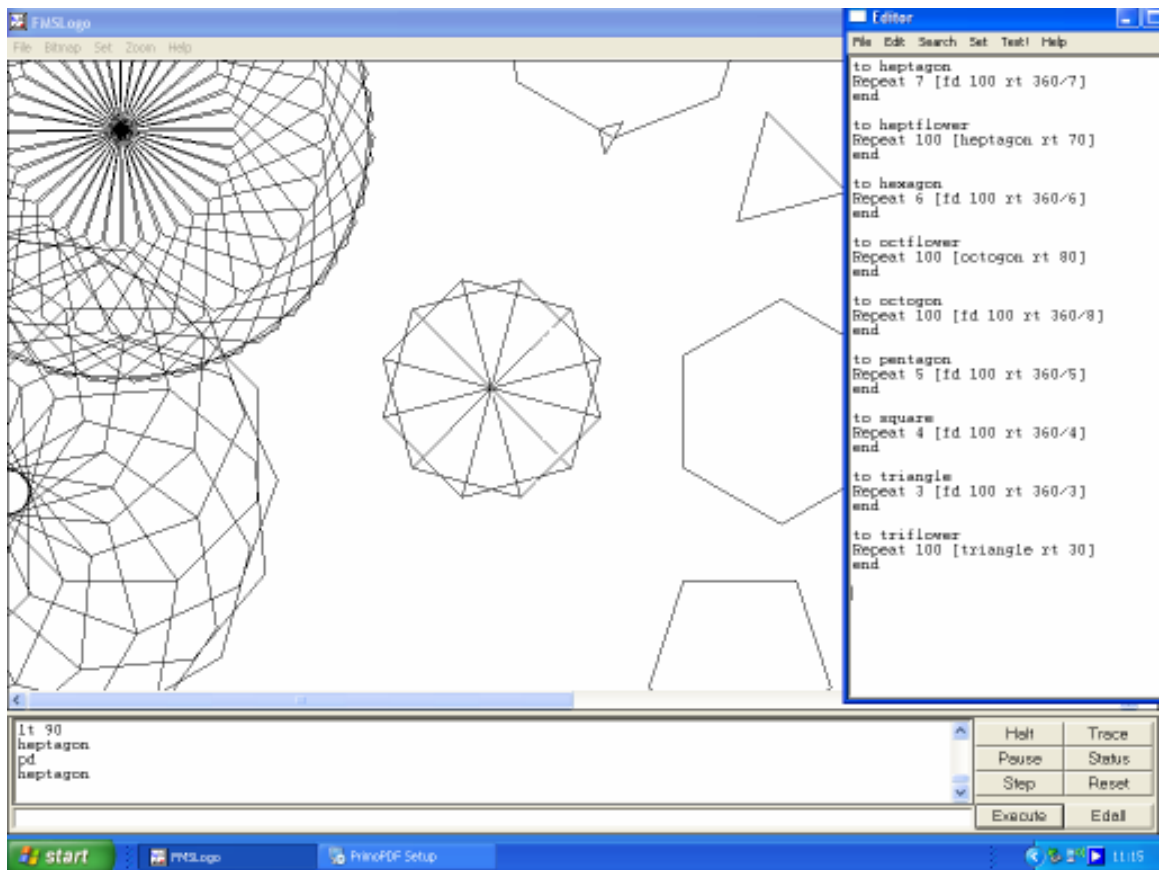 FMSLogo
File Bitmap Set Zoom Help
Editor
File Edit Search Set Test! Help
to heptagon
Repeat 7 [fd 100 rt 360/7]
end
to heptflower
Repeat 100 [heptagon rt 70]
end
to hexagon
Repeat 6 [fd 100 rt 360/6]
end
to octflower
Repeat 100 [octogon rt 80]
end
to octogon
Repeat 100 [fd 100 rt 360/8]
end
to pentagon
Repeat 5 [fd 100 rt 360/5]
end
to square
Repeat 4 [fd 100 rt 360/4]
end
to triangle
Repeat 3 [fd 100 rt 360/3]
end
to triflower
Repeat 100 [triangle rt 30]
end
lt 90
heptagon
pd
heptagon
Halt Trace
Pause Status
Step Reset
Execute Edall
start FMSLogo PrimoPDF Setup 11:15